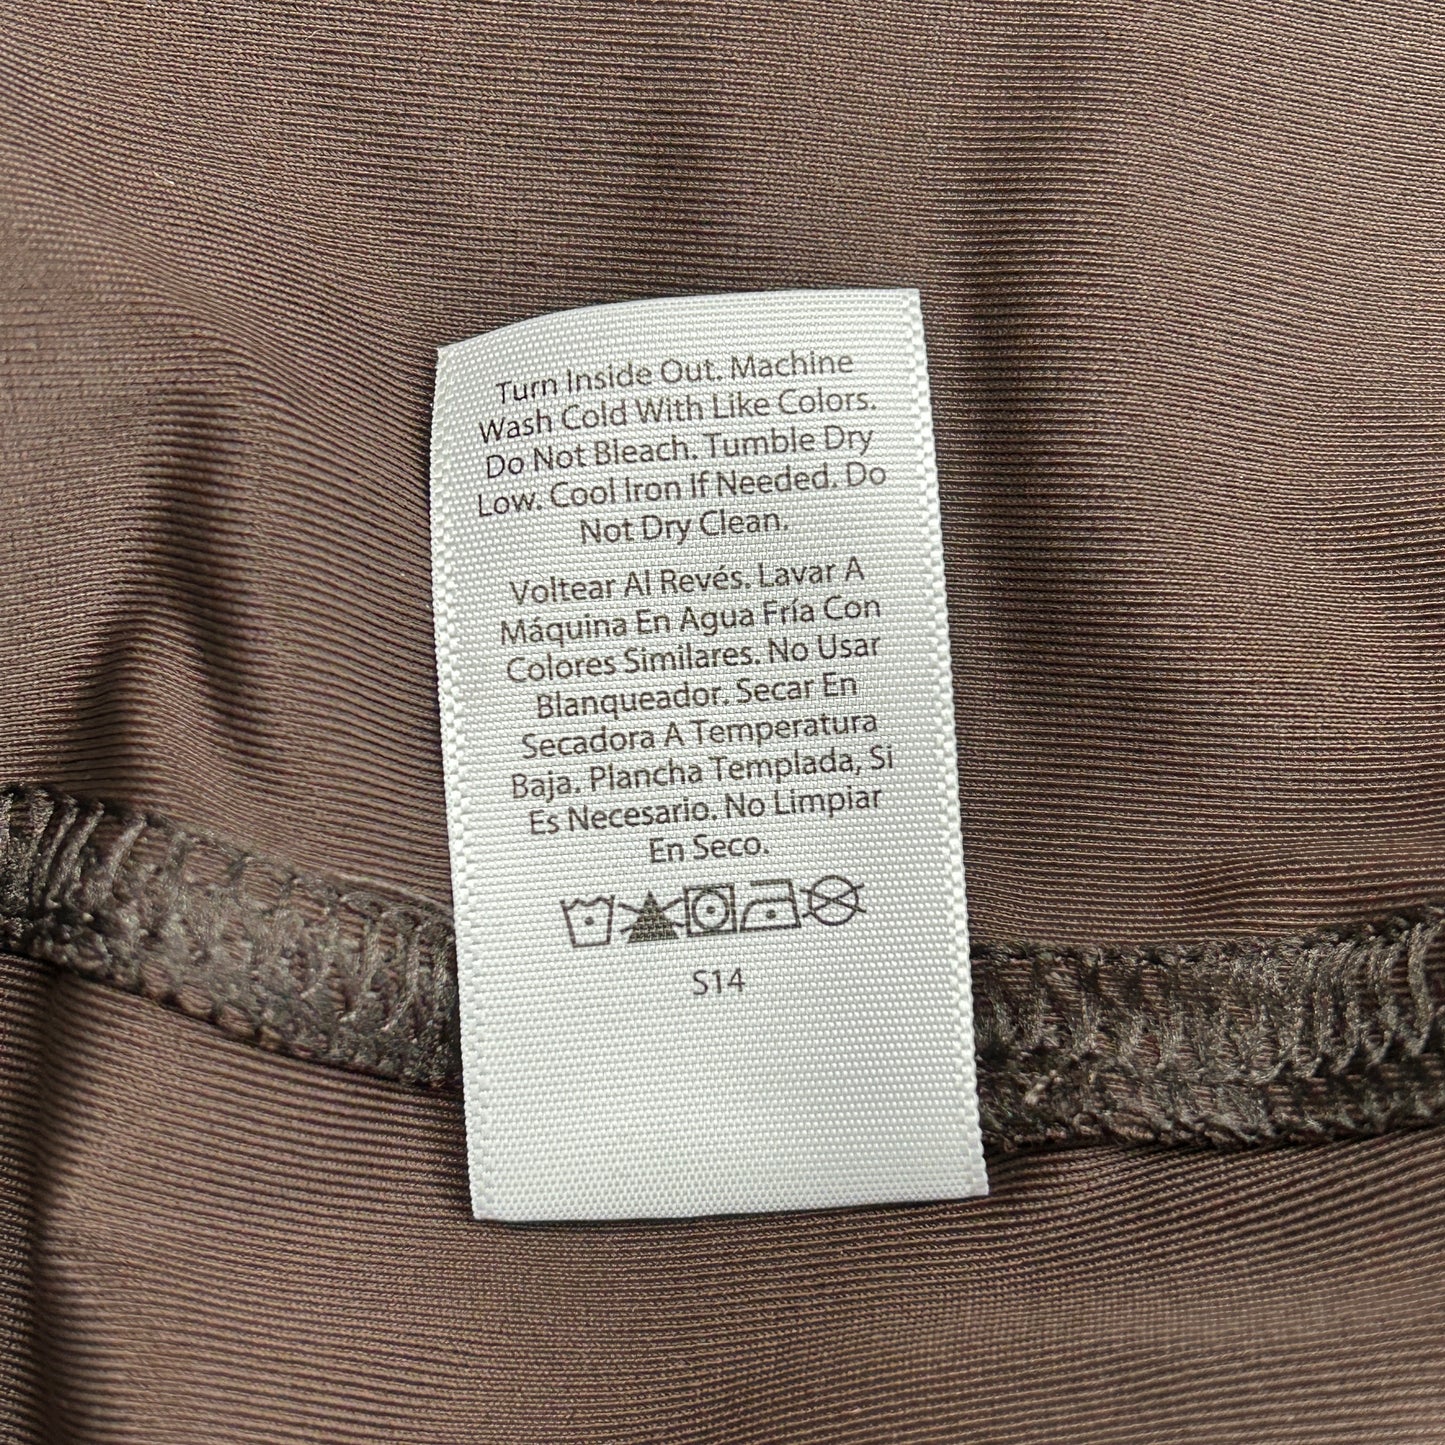 Turn Inside Out. Machine
Wash Cold With Like Colors.
Do Not Bleach. Tumble Dry
Low. Cool Iron If Needed. Do
Not Dry Clean.
Voltear Al Revés. Lavar A
Máquina En Agua Fría Con
Colores Similares. No Usar
Blanqueador. Secar En
Secadora A Temperatura
Baja. Plancha Templada, Si
Es Necesario. No Limpiar
En Seco.
S14